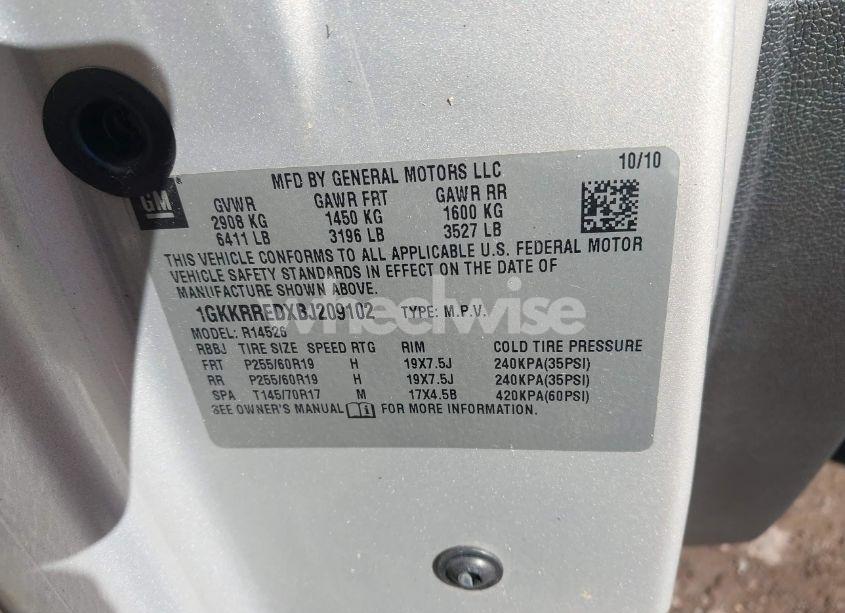 MFD BY GENERAL MOTORS LLC 10/10
GM
GVWR GAWR FRT GAWR RR
2908 KG 1450 KG 1600 KG
6411 LB 3196 LB 3527 LB
THIS VEHICLE CONFORMS TO ALL APPLICABLE U.S. FEDERAL MOTOR
VEHICLE SAFETY STANDARDS IN EFFECT ON THE DATE OF
MANUFACTURE SHOWN ABOVE.
1GKKRREDXBJ209102 TYPE: M.P.V.
wheelwise
MODEL: R14526
RBBJ TIRE SIZE SPEED RTG RIM COLD TIRE PRESSURE
FRT P255/60R19 H 19X7.5J 240KPA(35PSI)
RR P255/60R19 H 19X7.5J 240KPA(35PSI)
SPA T145/70R17 M 17X4.5B 420KPA(60PSI)
SEE OWNER'S MANUAL FOR MORE INFORMATION.